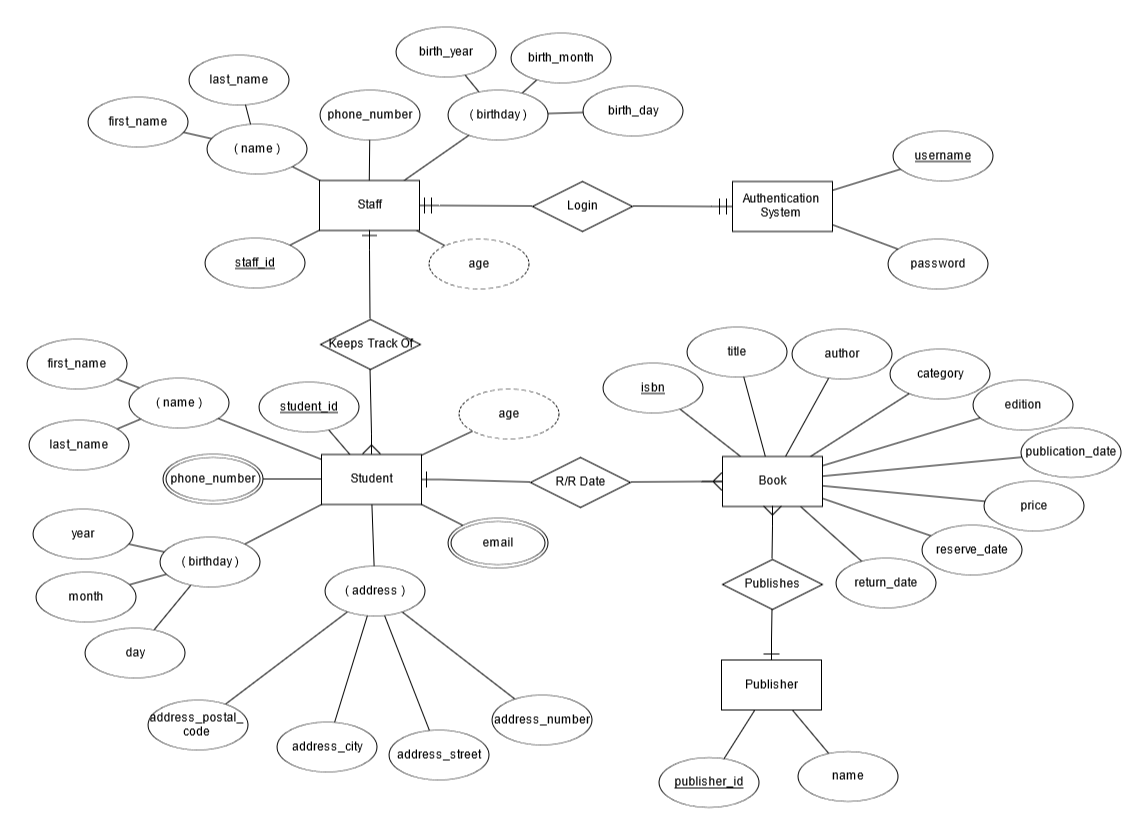 birth_year
birth_month
last_name
first_name
phone_number
( birthday )
birth_day
( name )
username
Staff
Login
Authentication
System
staff_id
age
password
Keeps Track Of
first_name
title
author
isbn
category
( name )
student_id
age
edition
last_name
publication_date
phone_number
Student
R/R Date
Book
price
year
( birthday )
email
reserve_date
month
( address )
Publishes
return_date
day
Publisher
address_postal_
code
address_city
address_street
address_number
publisher_id
name